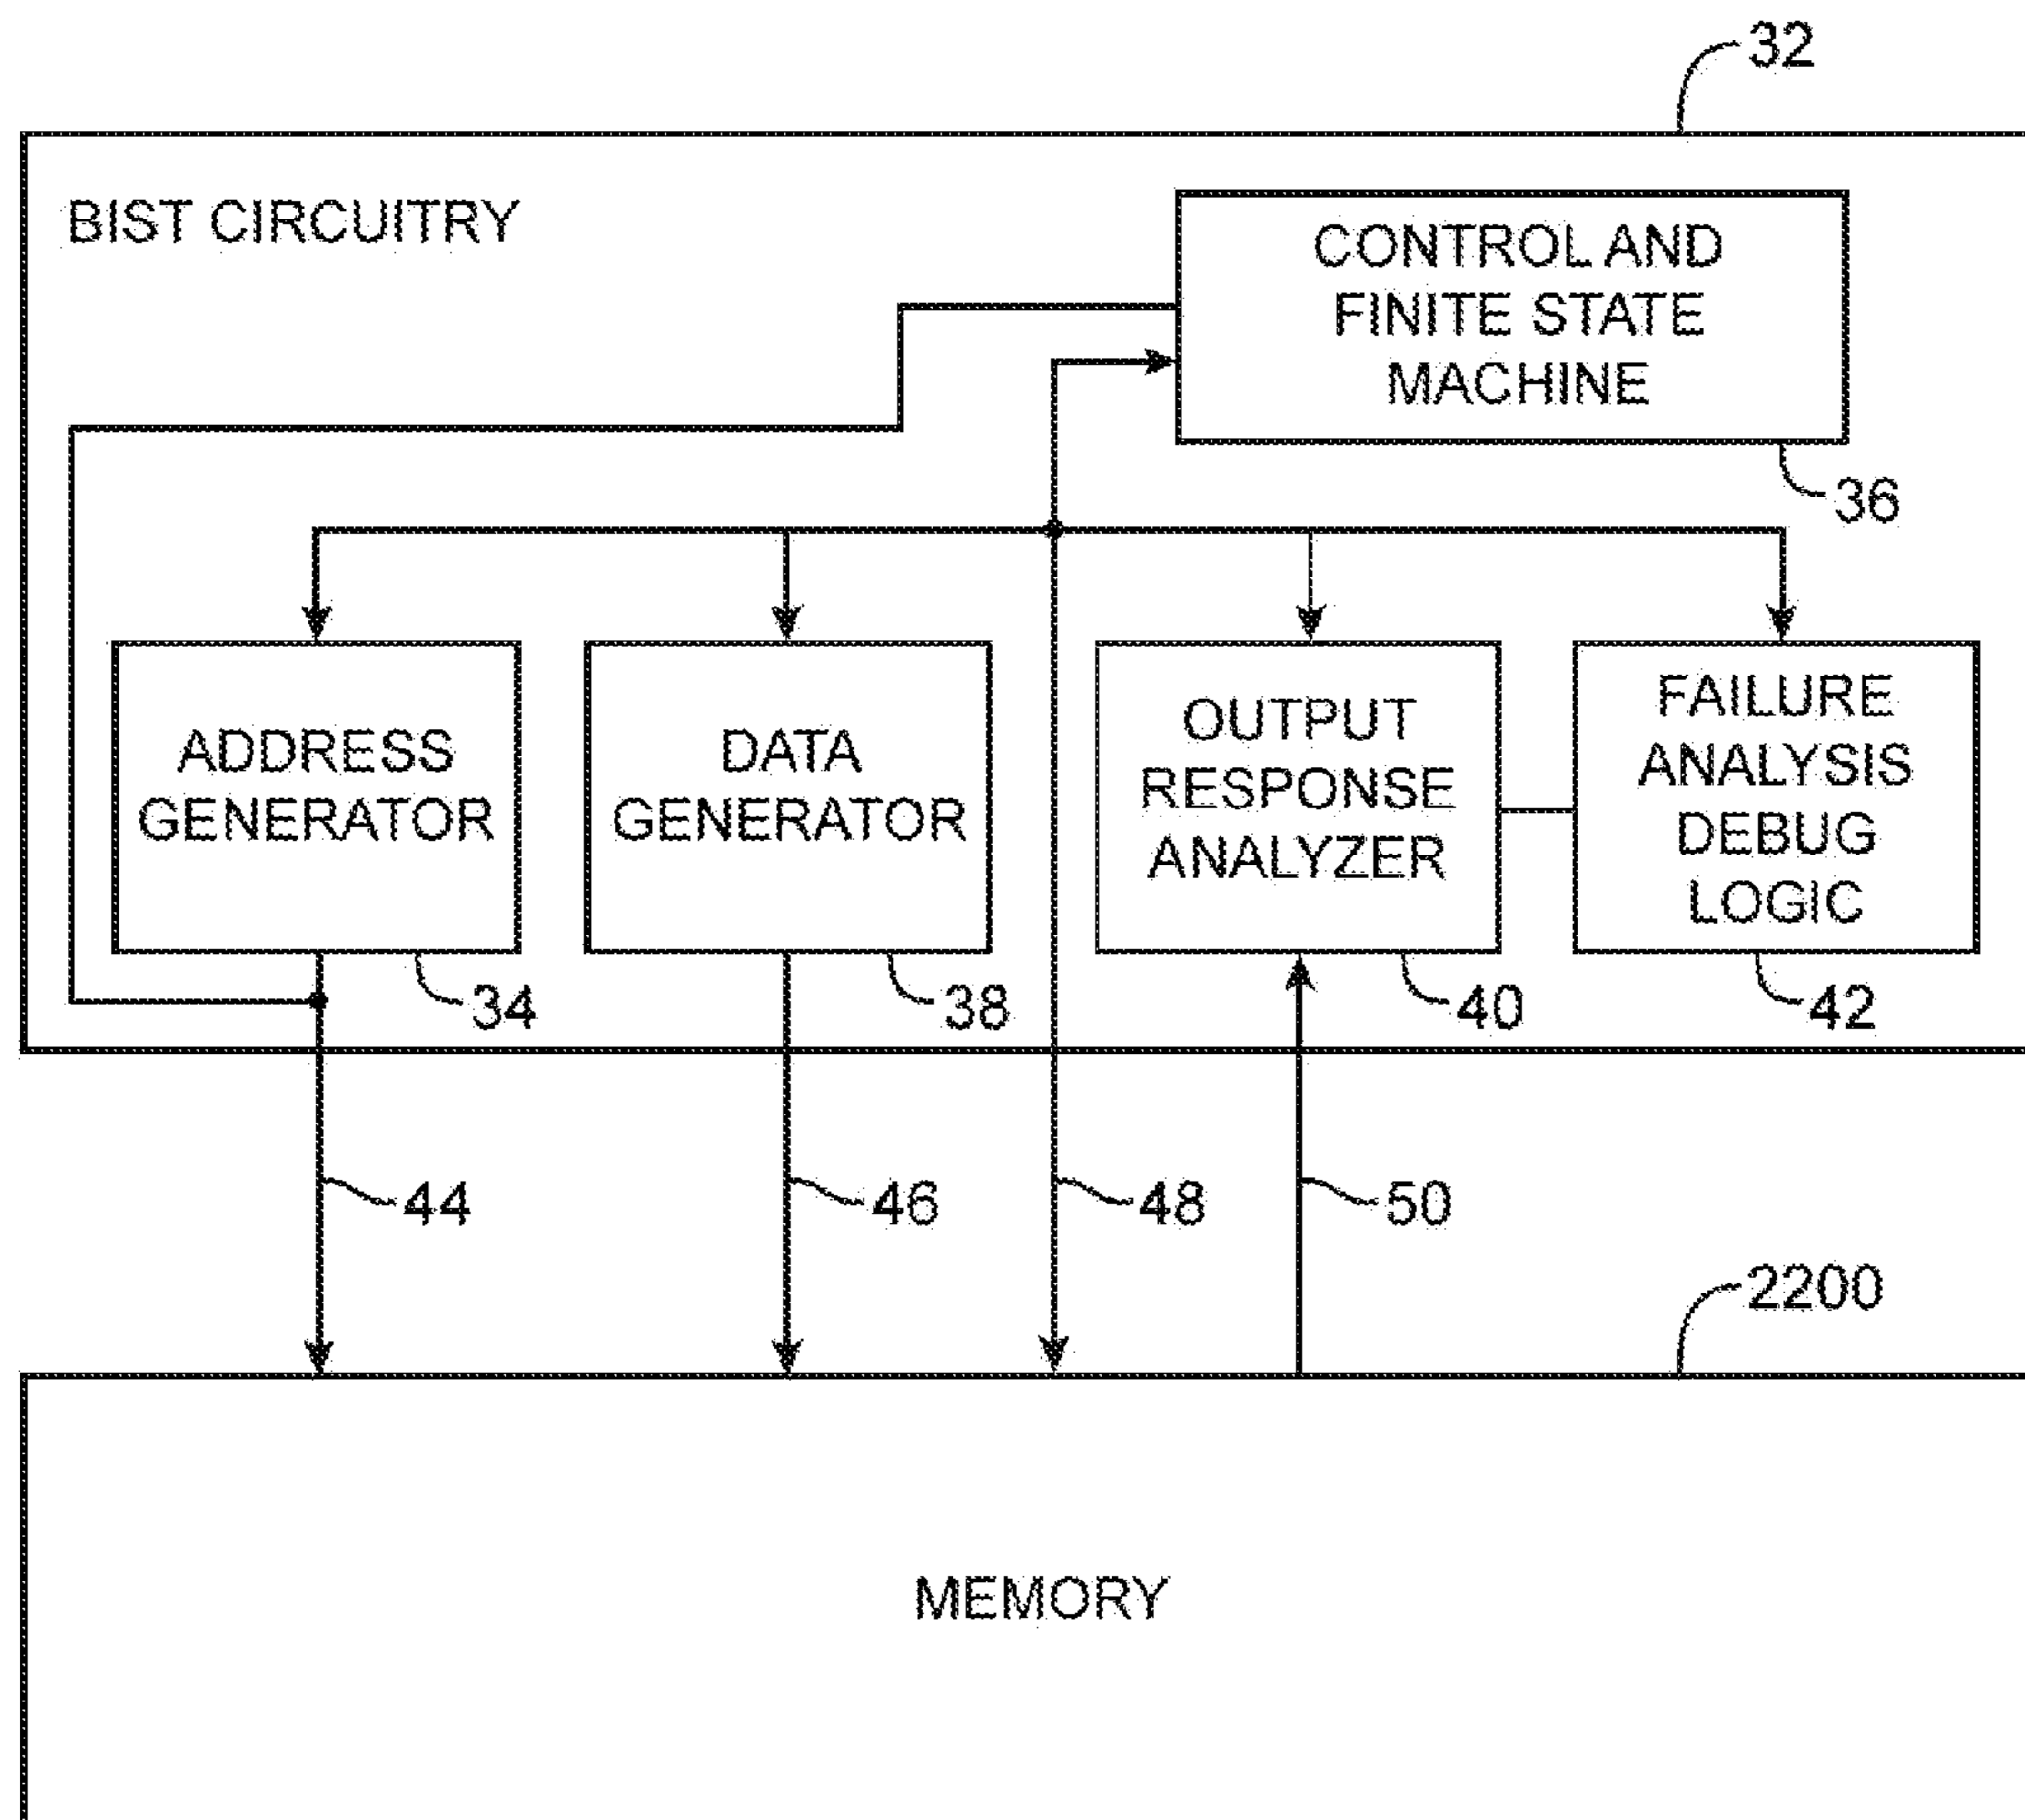 32
BIST CIRCUITRY
CONTROL AND
FINITE STATE
MACHINE
36
ADDRESS
GENERATOR
34
DATA
GENERATOR
38
OUTPUT
RESPONSE
ANALYZER
40
FAILURE
ANALYSIS
DEBUG
LOGIC
42
44
46
48
50
2200
MEMORY